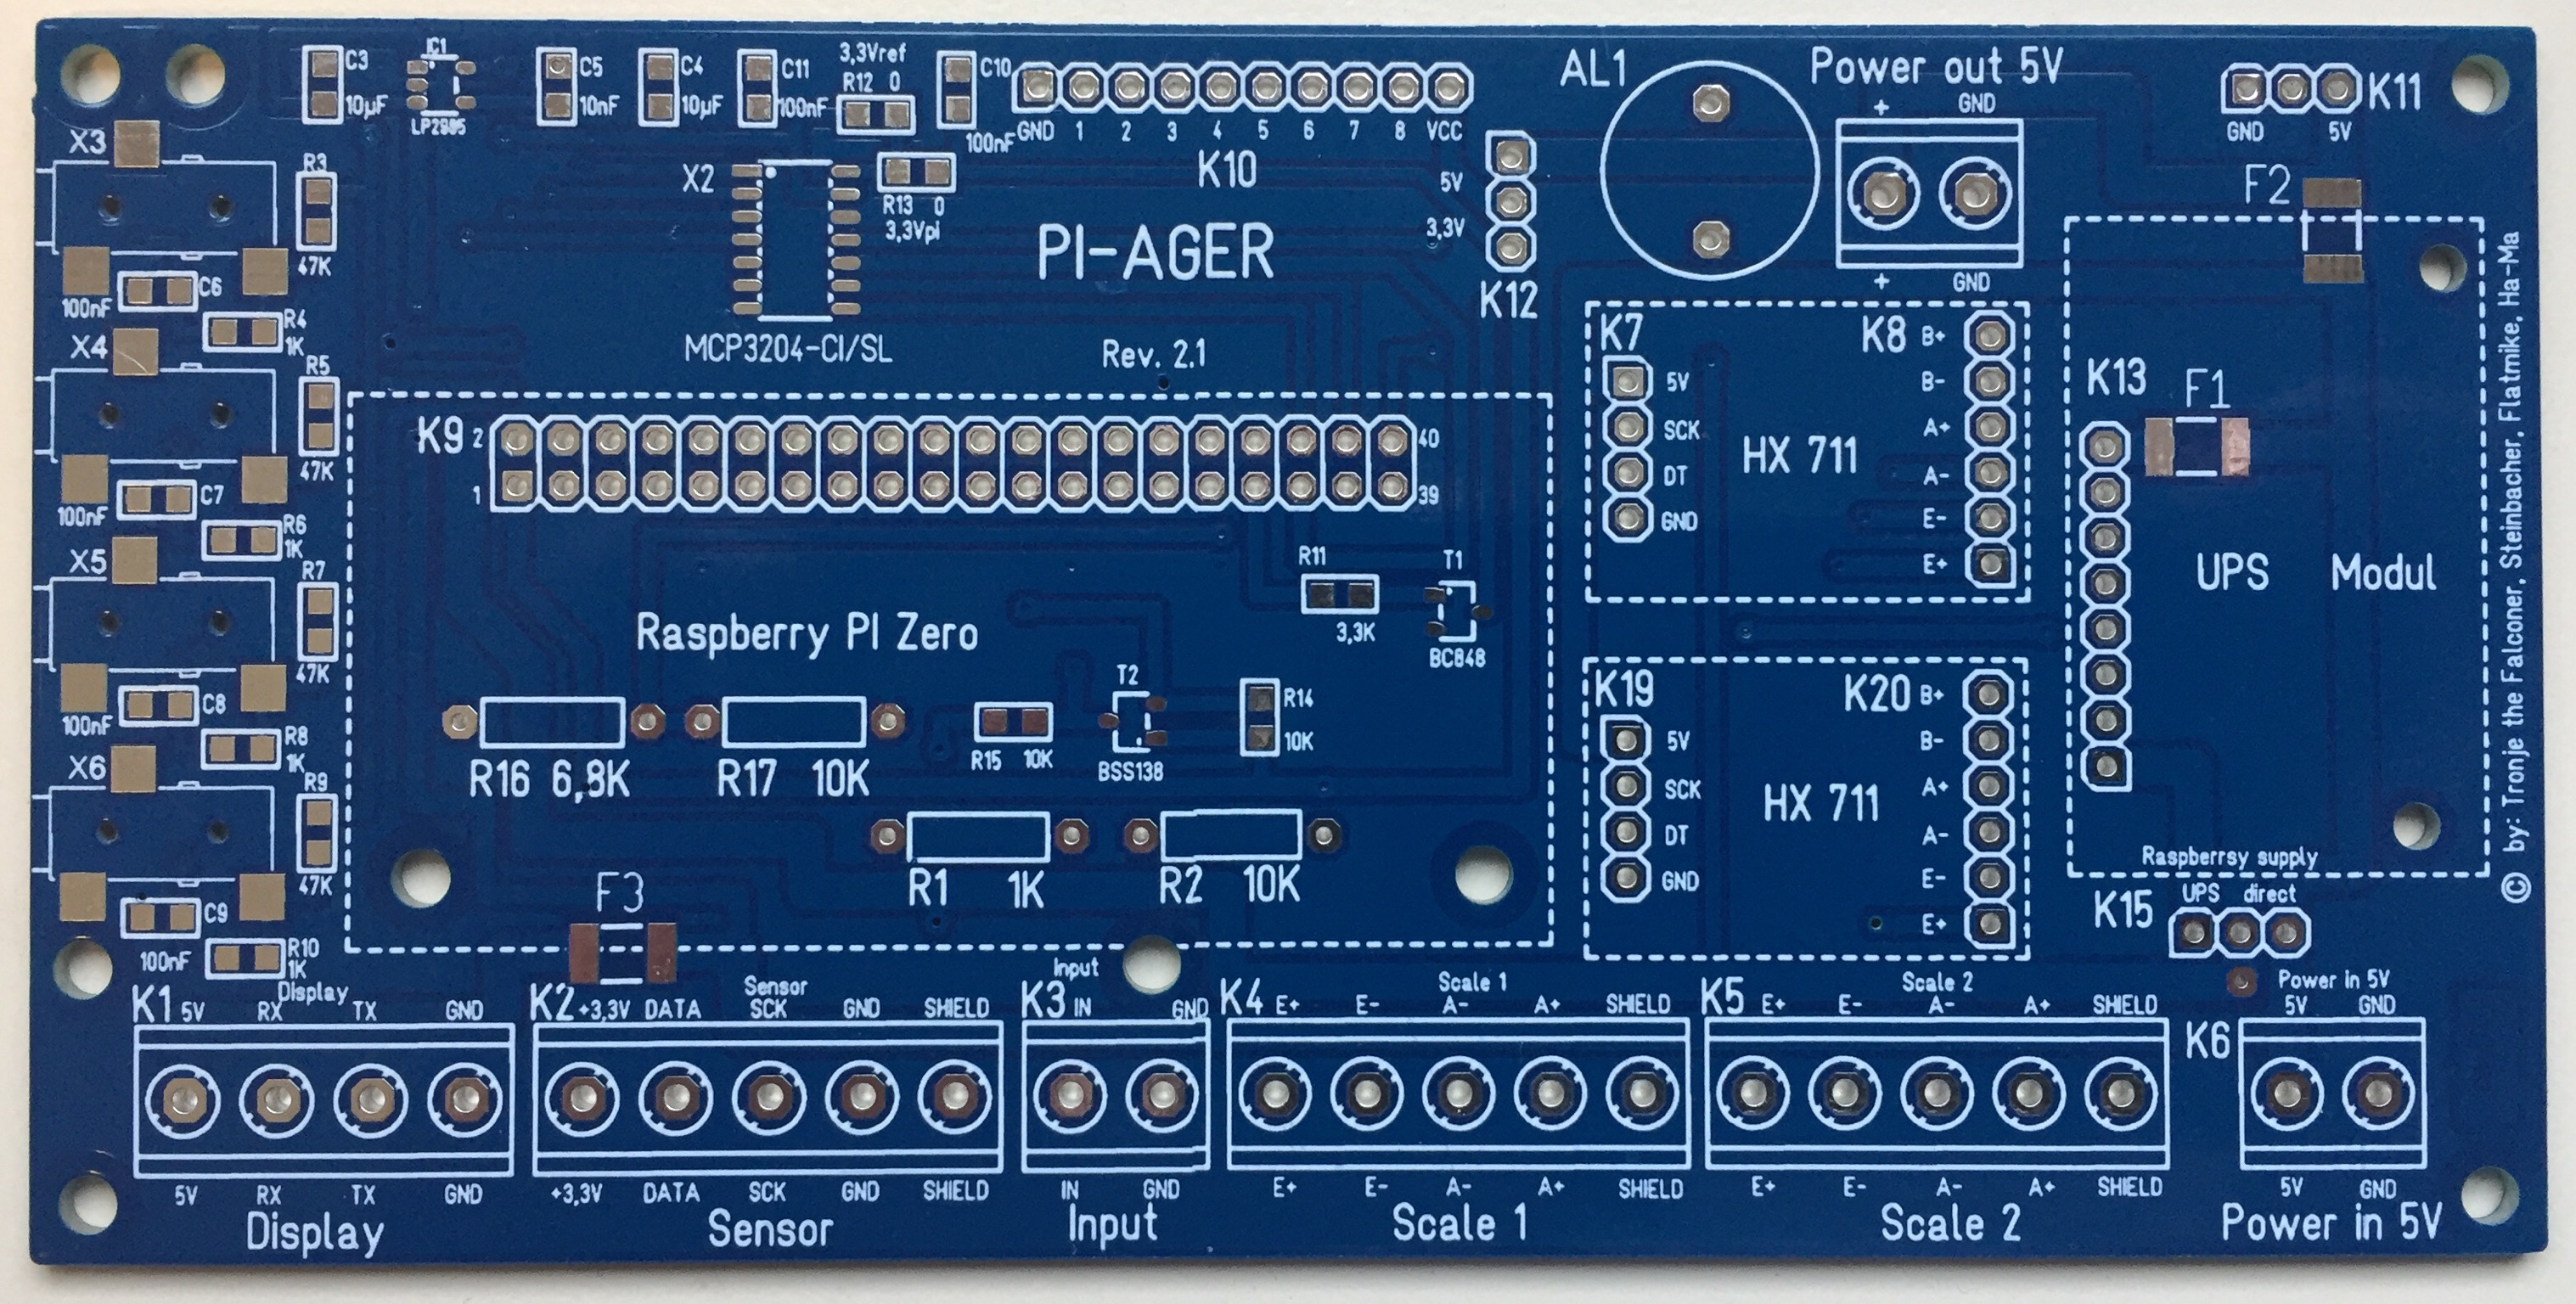 C3
10µF
IC1
LP2985
C5
10nF
C4
10µF
C11
100nF
3,3Vref
R12 0
C10
100nF
GND 1 2 3 4 5 6 7 8 VCC
K10
AL1
Power out 5V
+ GND
+ GND
K11
GND 5V
F2
X3
R3
47K
100nF
C6
R4
1K
X2
R13 0
3,3Vpi
MCP3204-CI/SL
PI-AGER
Rev. 2.1
5V
3,3V
K12
X4
R5
47K
100nF
C7
R6
1K
X5
R7
47K
100nF
C8
R8
1K
X6
R9
47K
C9
100nF
R10
1K
K9
2
1
40
39
Raspberry PI Zero
R11
3,3K
T1
BC848
T2
BSS138
R14
10K
R15 10K
R16 6,8K
R17 10K
R1 1K
R2 10K
F3
K7
5V
SCK
DT
GND
HX 711
K8
B+
B-
A+
A-
E-
E+
K19
5V
SCK
DT
GND
HX 711
K20
B+
B-
A+
A-
E-
E+
K13
F1
UPS Modul
Raspberrsy supply
UPS direct
K15
© by: Tronje the Falconer, Steinbacher, Flatmike, Ha-Ma
Display
K1 5V RX TX GND
5V RX TX GND
Display
Sensor
K2 +3,3V DATA SCK GND SHIELD
+3,3V DATA SCK GND SHIELD
Sensor
Input
K3 IN GND
IN GND
Input
Scale 1
K4 E+ E- A- A+ SHIELD
E+ E- A- A+ SHIELD
Scale 1
Scale 2
K5 E+ E- A- A+ SHIELD
E+ E- A- A+ SHIELD
Scale 2
Power in 5V
5V GND
K6
5V GND
Power in 5V